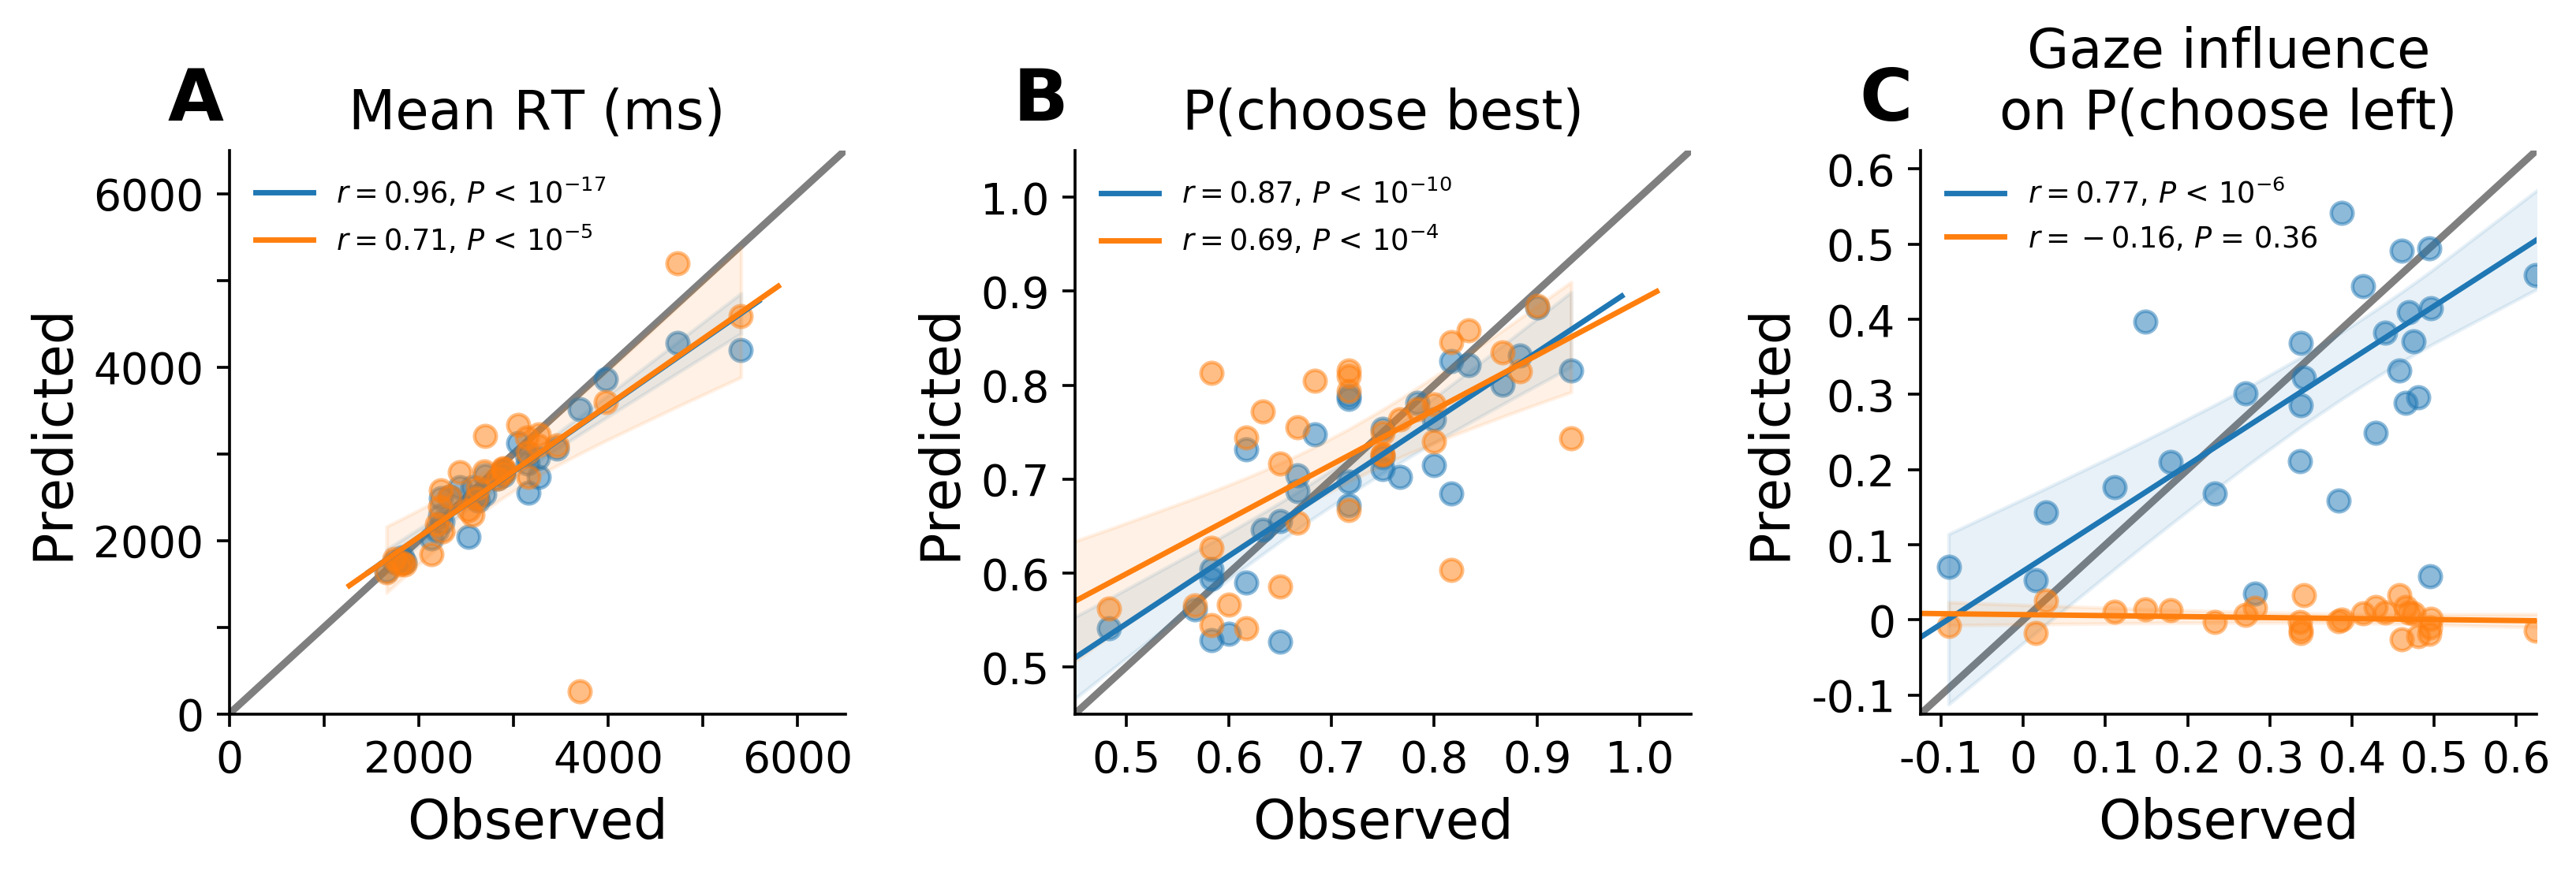 A
Mean RT (ms)
r = 0.96, P < 10⁻¹⁷
r = 0.71, P < 10⁻⁵
6000
4000
2000
0
Predicted
0 2000 4000 6000
Observed
B
P(choose best)
r = 0.87, P < 10⁻¹⁰
r = 0.69, P < 10⁻⁴
1.0
0.9
0.8
0.7
0.6
0.5
Predicted
0.5 0.6 0.7 0.8 0.9 1.0
Observed
C
Gaze influence
on P(choose left)
r = 0.77, P < 10⁻⁶
r = −0.16, P = 0.36
0.6
0.5
0.4
0.3
0.2
0.1
0
-0.1
Predicted
-0.1 0 0.1 0.2 0.3 0.4 0.5 0.6
Observed